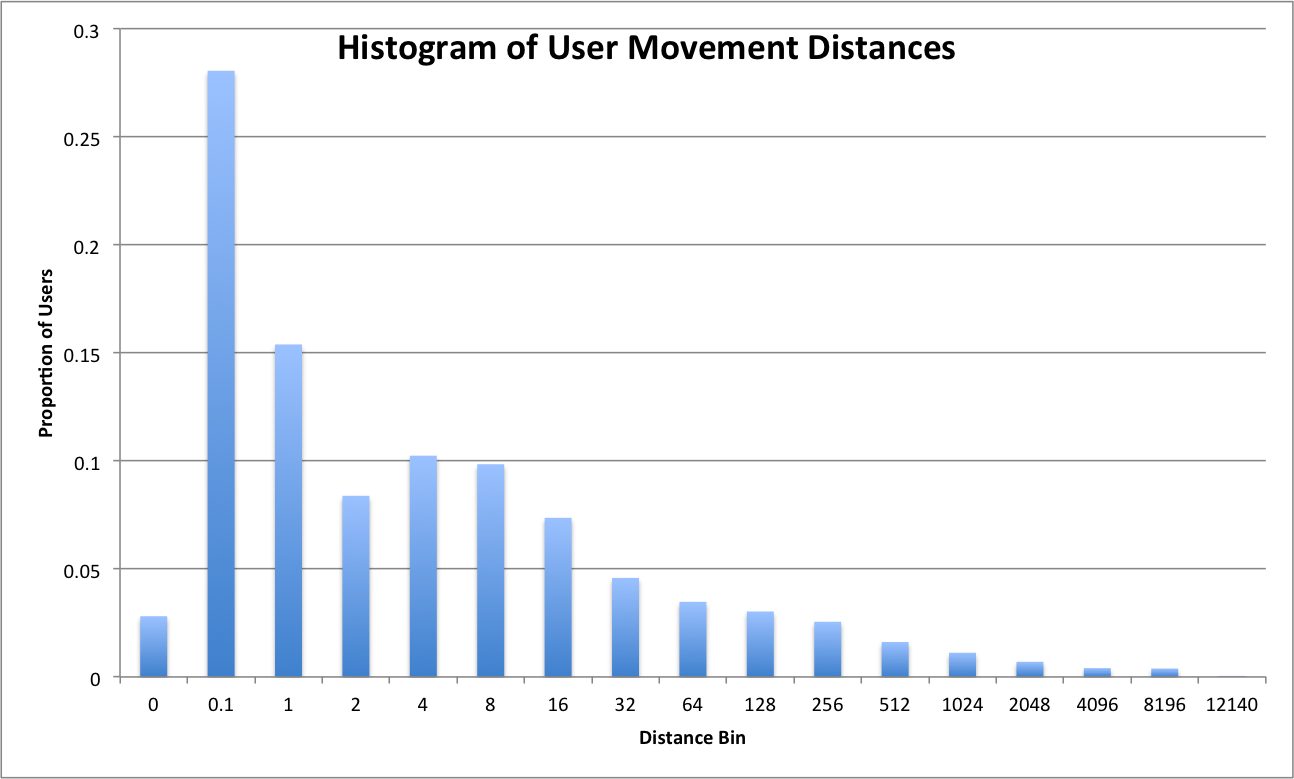 Histogram of User Movement Distances
Proportion of Users
0.3
0.25
0.2
0.15
0.1
0.05
0
0 0.1 1 2 4 8 16 32 64 128 256 512 1024 2048 4096 8196 12140
Distance Bin